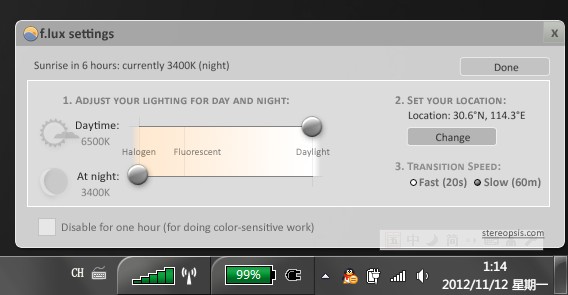 f.lux settings
x
Sunrise in 6 hours: currently 3400K (night)
Done
1. ADJUST YOUR LIGHTING FOR DAY AND NIGHT:
Daytime:
6500K
Halogen
Fluorescent
Daylight
At night:
3400K
2. SET YOUR LOCATION:
Location: 30.6°N, 114.3°E
Change
3. TRANSITION SPEED:
Fast (20s)
Slow (60m)
Disable for one hour (for doing color-sensitive work)
stereopsis.com
中
简
CH
99%
1:14
2012/11/12 星期一